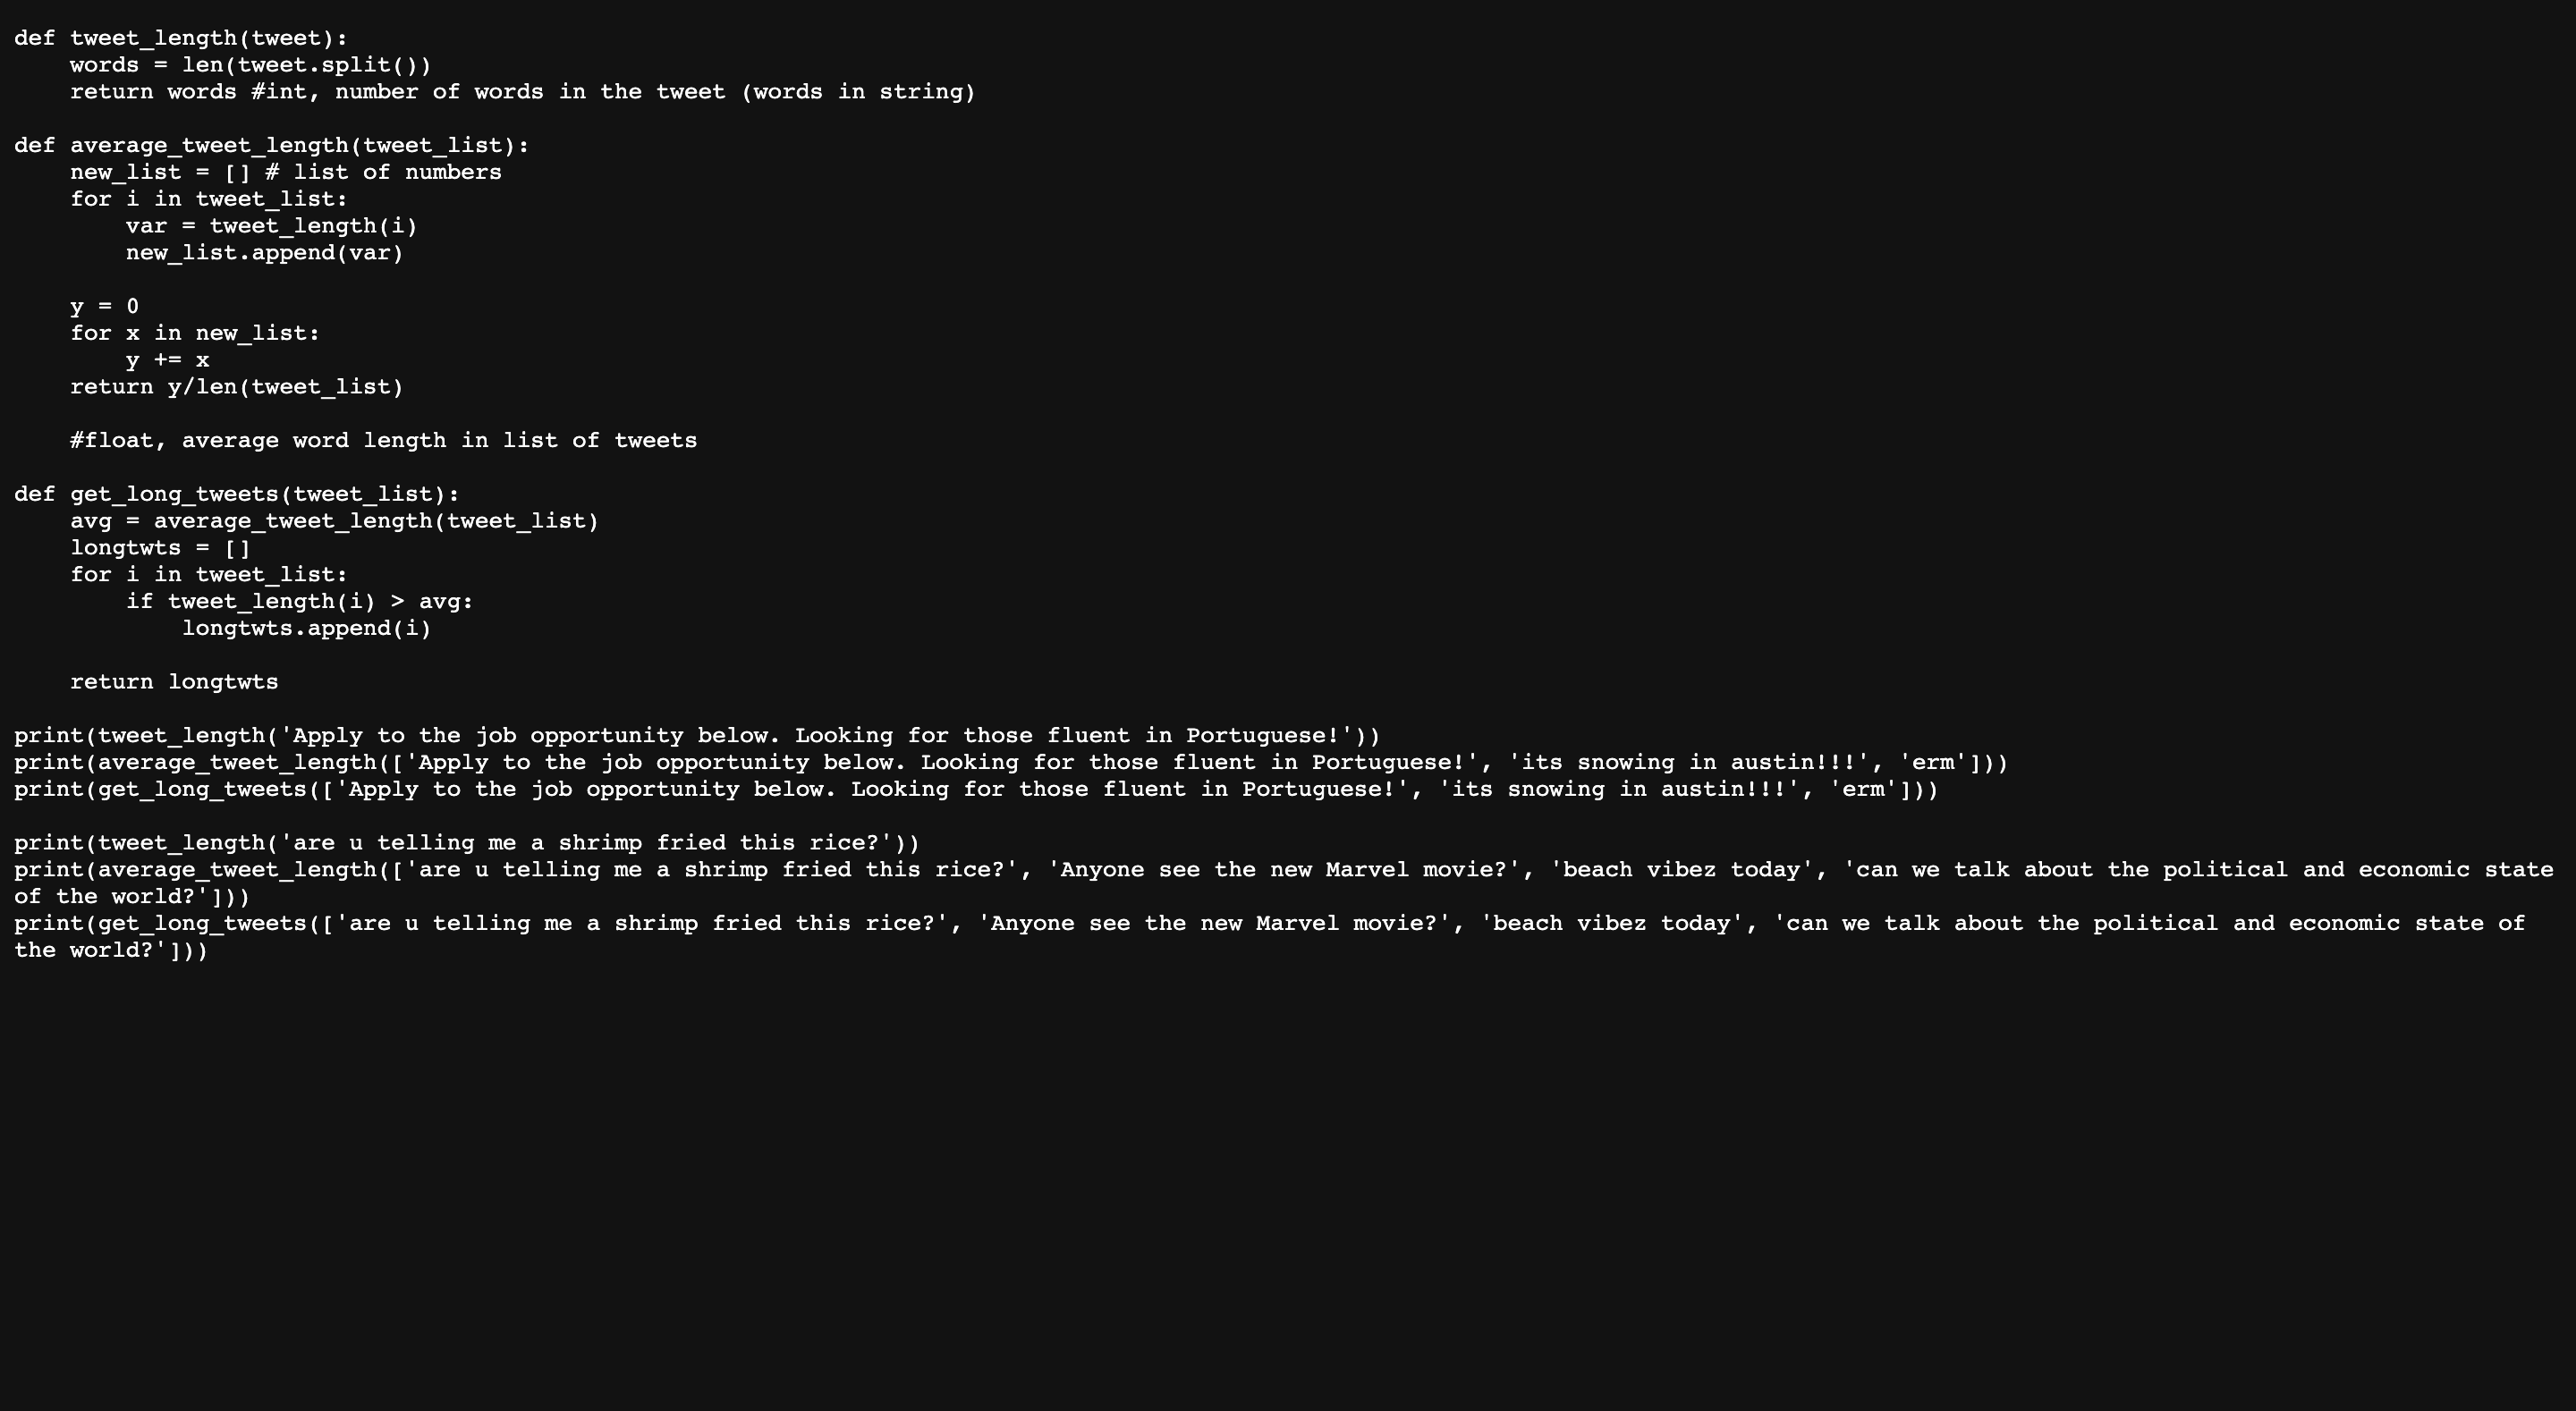 def tweet_length(tweet):
    words = len(tweet.split())
    return words #int, number of words in the tweet (words in string)

def average_tweet_length(tweet_list):
    new_list = [] # list of numbers
    for i in tweet_list:
        var = tweet_length(i)
        new_list.append(var)

    y = 0
    for x in new_list:
        y += x
    return y/len(tweet_list)

    #float, average word length in list of tweets

def get_long_tweets(tweet_list):
    avg = average_tweet_length(tweet_list)
    longtwts = []
    for i in tweet_list:
        if tweet_length(i) > avg:
            longtwts.append(i)

    return longtwts

print(tweet_length('Apply to the job opportunity below. Looking for those fluent in Portuguese!'))
print(average_tweet_length(['Apply to the job opportunity below. Looking for those fluent in Portuguese!', 'its snowing in austin!!!', 'erm']))
print(get_long_tweets(['Apply to the job opportunity below. Looking for those fluent in Portuguese!', 'its snowing in austin!!!', 'erm']))

print(tweet_length('are u telling me a shrimp fried this rice?'))
print(average_tweet_length(['are u telling me a shrimp fried this rice?', 'Anyone see the new Marvel movie?', 'beach vibez today', 'can we talk about the political and economic state
of the world?']))
print(get_long_tweets(['are u telling me a shrimp fried this rice?', 'Anyone see the new Marvel movie?', 'beach vibez today', 'can we talk about the political and economic state of
the world?']))